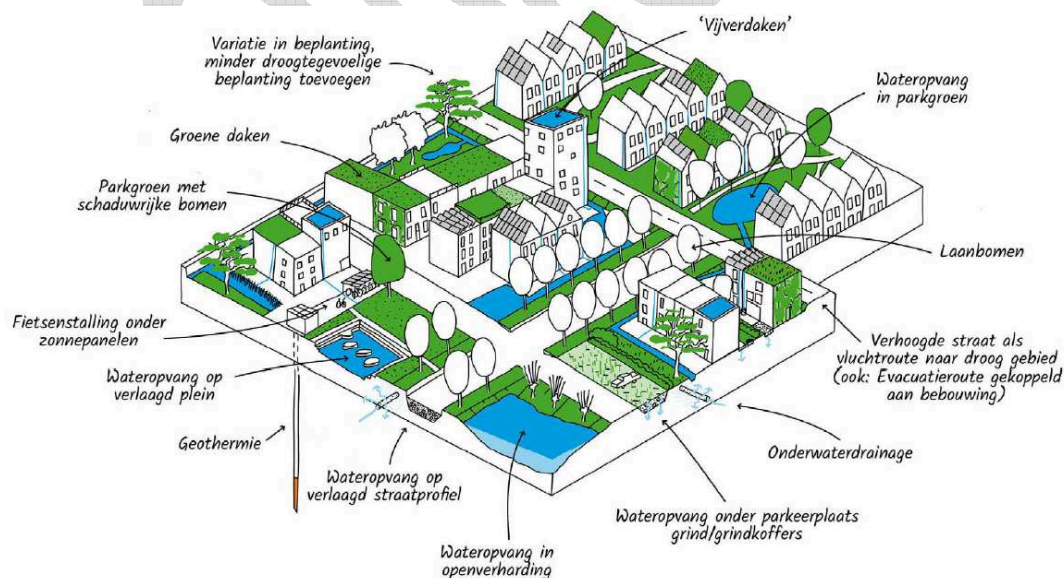 'Vijverdaken'
Variatie in beplanting,
minder droogtegevoelige
beplanting toevoegen
Wateropvang
in parkgroen
Groene daken
Parkgroen met
schaduwrijke bomen
Laanbomen
Fietsenstalling onder
zonnepanelen
Verhoogde straat als
vluchtroute naar droog gebied
(ook: Evacuatieroute gekoppeld
aan bebouwing)
Wateropvang op
verlaagd plein
Geothermie
Onderwaterdrainage
Wateropvang op
verlaagd straatprofiel
Wateropvang onder parkeerplaats
grind/grindkoffers
Wateropvang in
openverharding